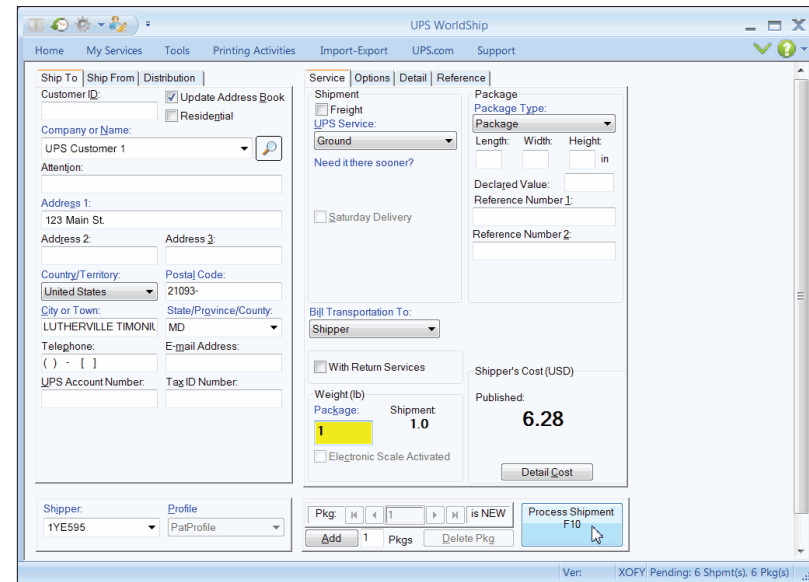 UPS WorldShip
Home My Services Tools Printing Activities Import-Export UPS.com Support
Ship To Ship From Distribution
Customer ID:
Update Address Book
Residential
Company or Name:
UPS Customer 1
Attention:
Address 1:
123 Main St.
Address 2: Address 3:
Country/Territory: Postal Code:
United States 21093-
City or Town: State/Province/County:
LUTHERVILLE TIMONIU MD
Telephone: E-mail Address:
( ) - [ ]
UPS Account Number: Tax ID Number:
Shipper: Profile
1YE595 PatProfile
Service Options Detail Reference
Shipment
Freight
UPS Service:
Ground
Need it there sooner?
Saturday Delivery
Bill Transportation To:
Shipper
With Return Services
Weight (lb)
Package: Shipment:
1 1.0
Electronic Scale Activated
Package
Package Type:
Package
Length: Width: Height:
in
Declared Value:
Reference Number 1:
Reference Number 2:
Shipper's Cost (USD)
Published:
6.28
Detail Cost
Pkg: 1 is NEW
Add 1 Pkgs Delete Pkg
Process Shipment
F10
Ver: XOFY Pending: 6 Shpmt(s), 6 Pkg(s)